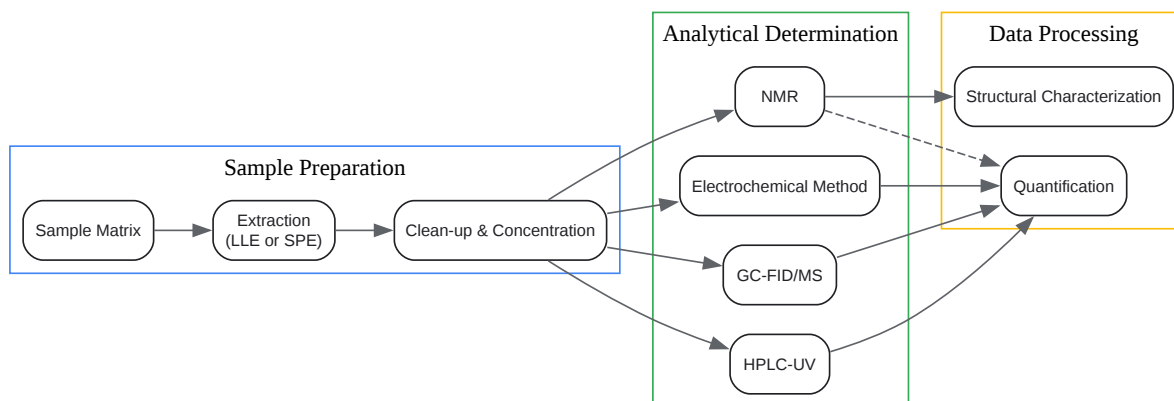 Sample Preparation
Sample Matrix
Extraction
(LLE or SPE)
Clean-up & Concentration
Analytical Determination
NMR
Electrochemical Method
GC-FID/MS
HPLC-UV
Data Processing
Structural Characterization
Quantification